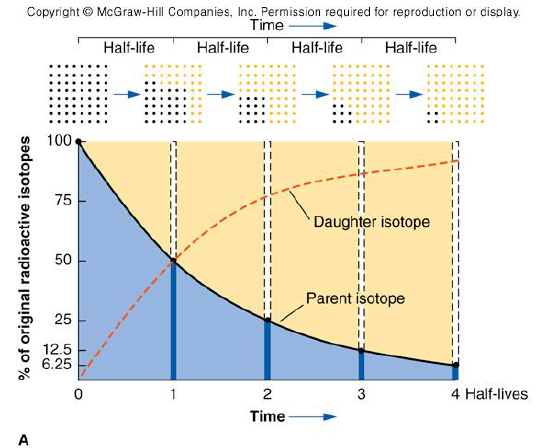 Copyright © McGraw-Hill Companies, Inc. Permission required for reproduction or display.
Time
Half-life Half-life Half-life Half-life
% of original radioactive isotopes
100
75
50
25
12.5
6.25
Daughter isotope
Parent isotope
0 1 2 3 4 Half-lives
Time
A